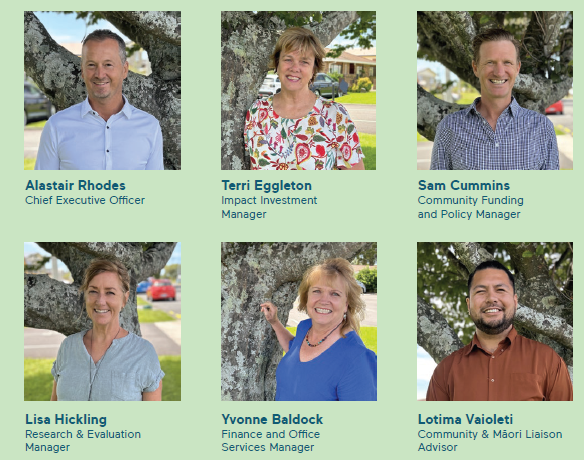 Alastair Rhodes
Chief Executive Officer
Terri Eggleton
Impact Investment
Manager
Sam Cummins
Community Funding
and Policy Manager
Lisa Hickling
Research & Evaluation
Manager
Yvonne Baldock
Finance and Office
Services Manager
Lotima Vaioleti
Community & Māori Liaison
Advisor